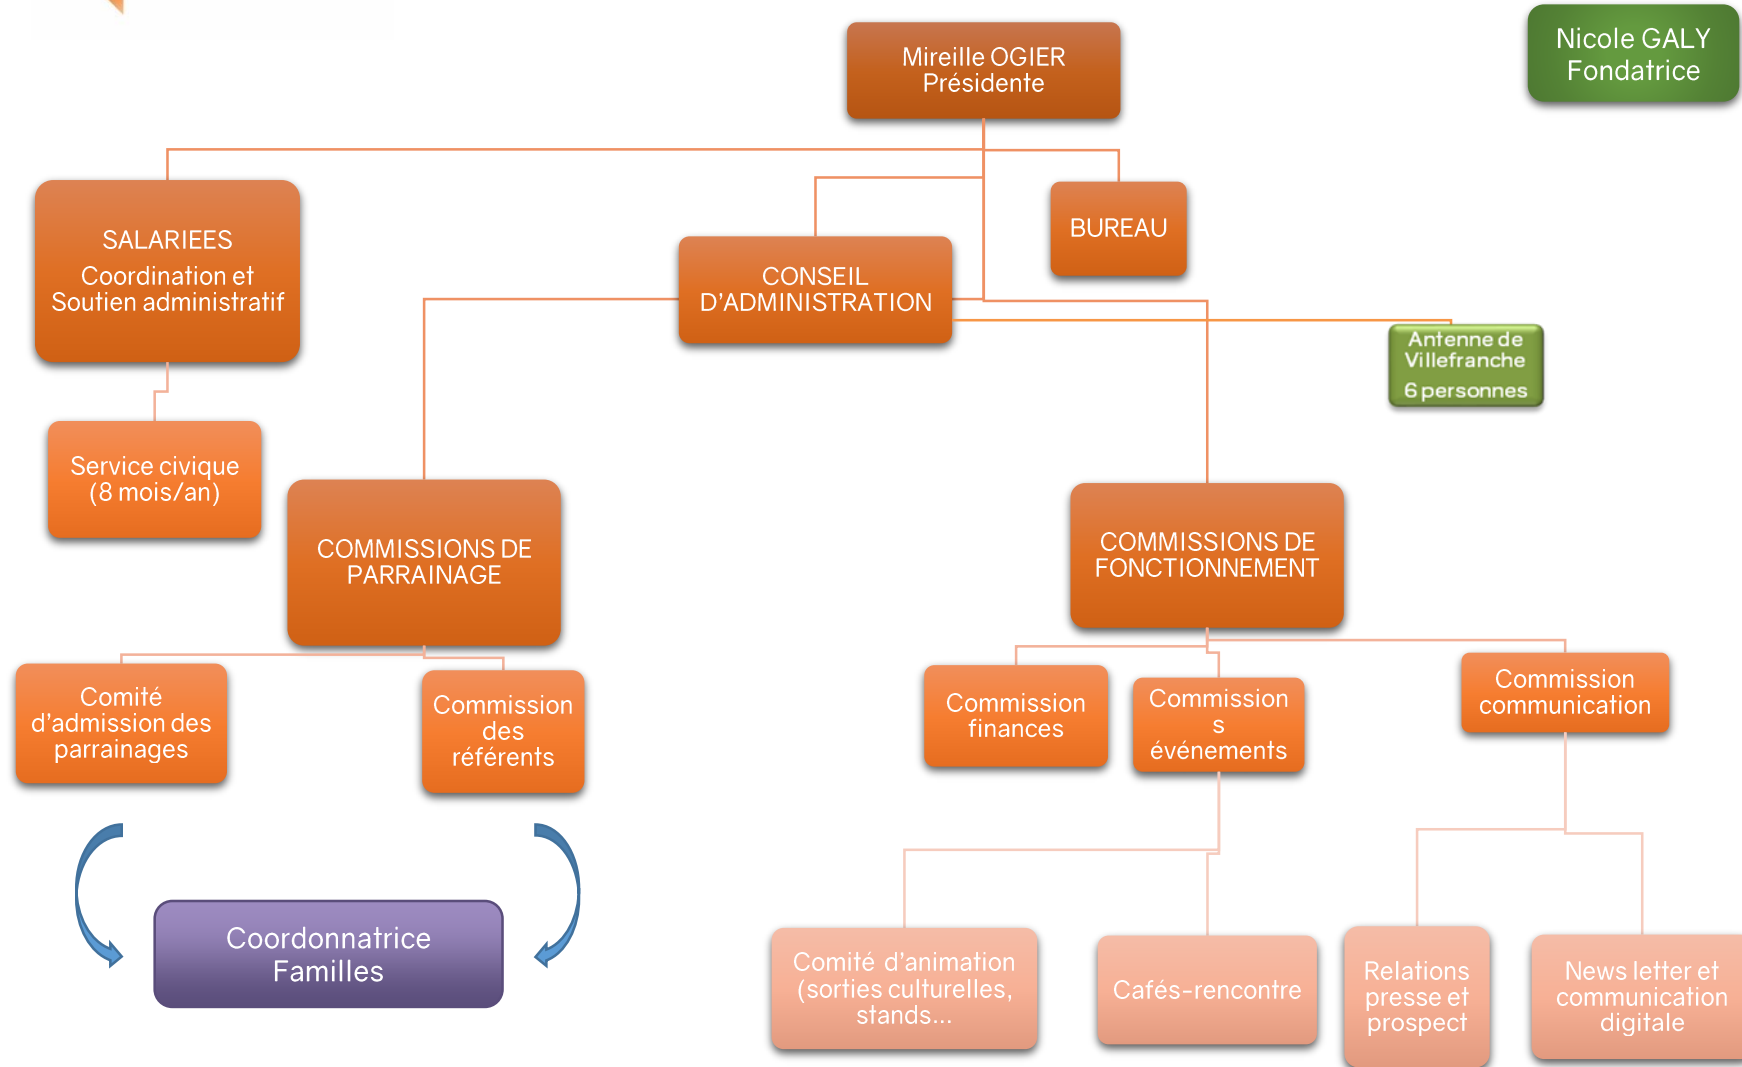 Mireille OGIER
Présidente
Nicole GALY
Fondatrice
SALARIEES
Coordination et
Soutien administratif
CONSEIL
D'ADMINISTRATION
BUREAU
Antenne de
Villefranche
6 personnes
Service civique
(8 mois/an)
COMMISSIONS DE
PARRAINAGE
COMMISSIONS DE
FONCTIONNEMENT
Comité
d'admission des
parrainages
Commission
des
référents
Commission
finances
Commission
s
événements
Commission
communication
Coordonnatrice
Familles
Comité d'animation
(sorties culturelles,
stands...
Cafés-rencontre
Relations
presse et
prospect
News letter et
communication
digitale